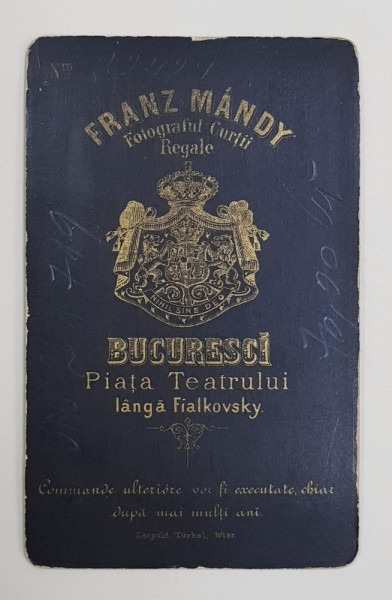 FRANZ MÁNDY
Fotograful Curții
Regale
NIHIL SINE DEO
BUCURESCĬ
Piața Teatrului
lângă Fialkovsky.
Commande ulterióre vor fi executate, chiar
după mai mulți ani.
Leopold Türkel, Wien